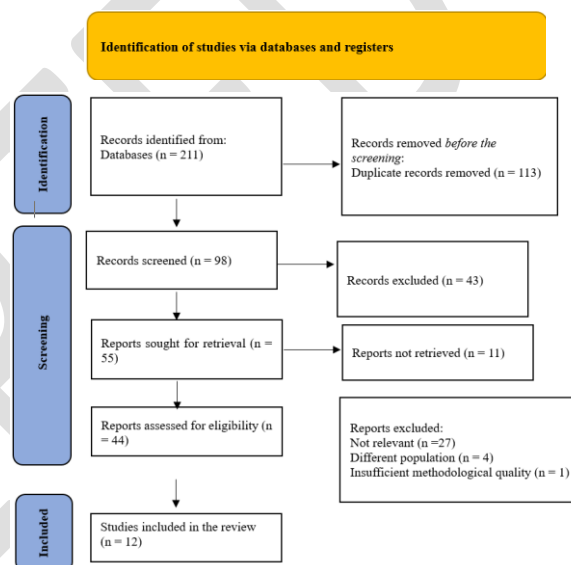 Identification of studies via databases and registers
Identification
Records identified from:
Databases (n = 211)
Records removed before the
screening:
Duplicate records removed (n = 113)
Screening
Records screened (n = 98)
Records excluded (n = 43)
Reports sought for retrieval (n =
55)
Reports not retrieved (n = 11)
Reports assessed for eligibility (n
= 44)
Reports excluded:
Not relevant (n =27)
Different population (n = 4)
Insufficient methodological quality (n = 1)
Included
Studies included in the review
(n = 12)